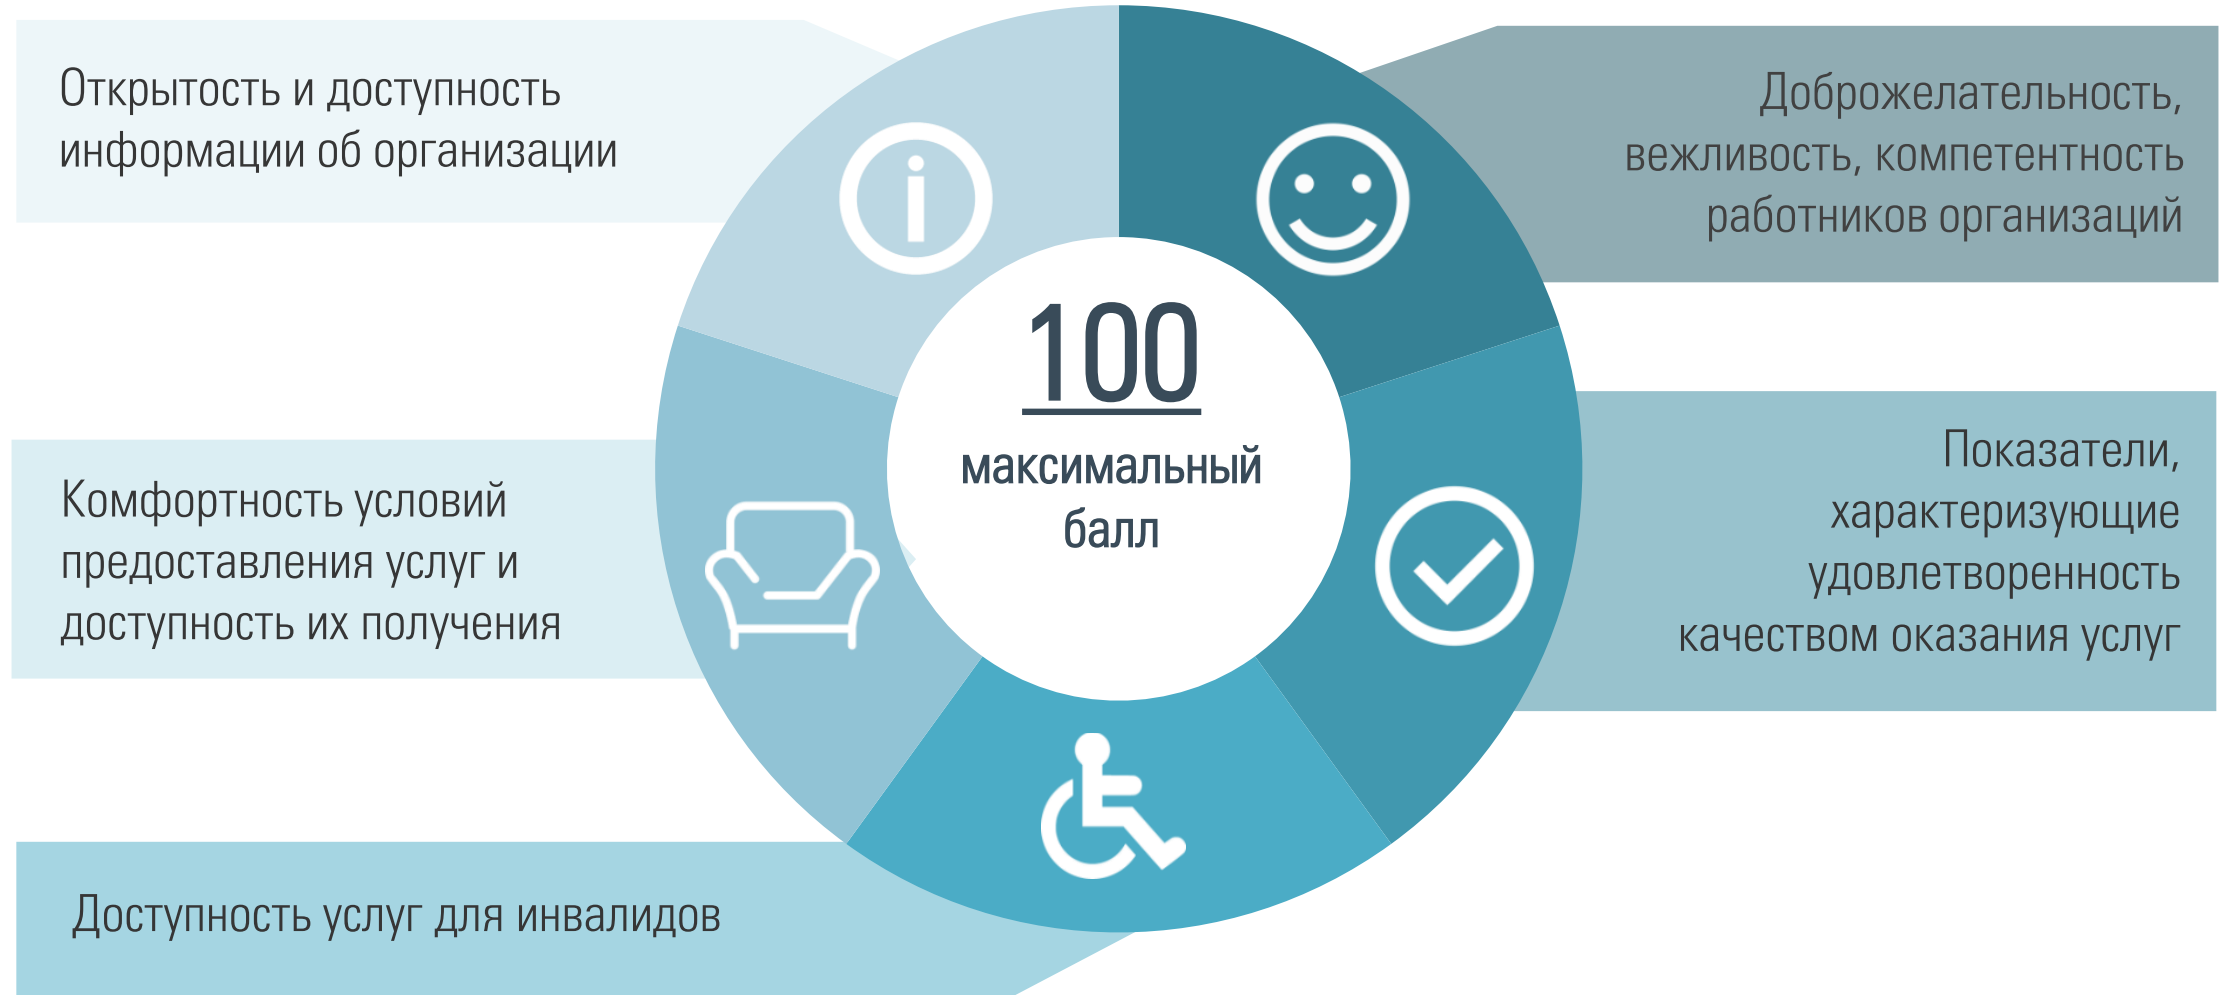 Открытость и доступность
информации об организации
Комфортность условий
предоставления услуг и
доступность их получения
Доступность услуг для инвалидов
100
максимальный
балл
Доброжелательность,
вежливость, компетентность
работников организаций
Показатели,
характеризующие
удовлетворенность
качеством оказания услуг